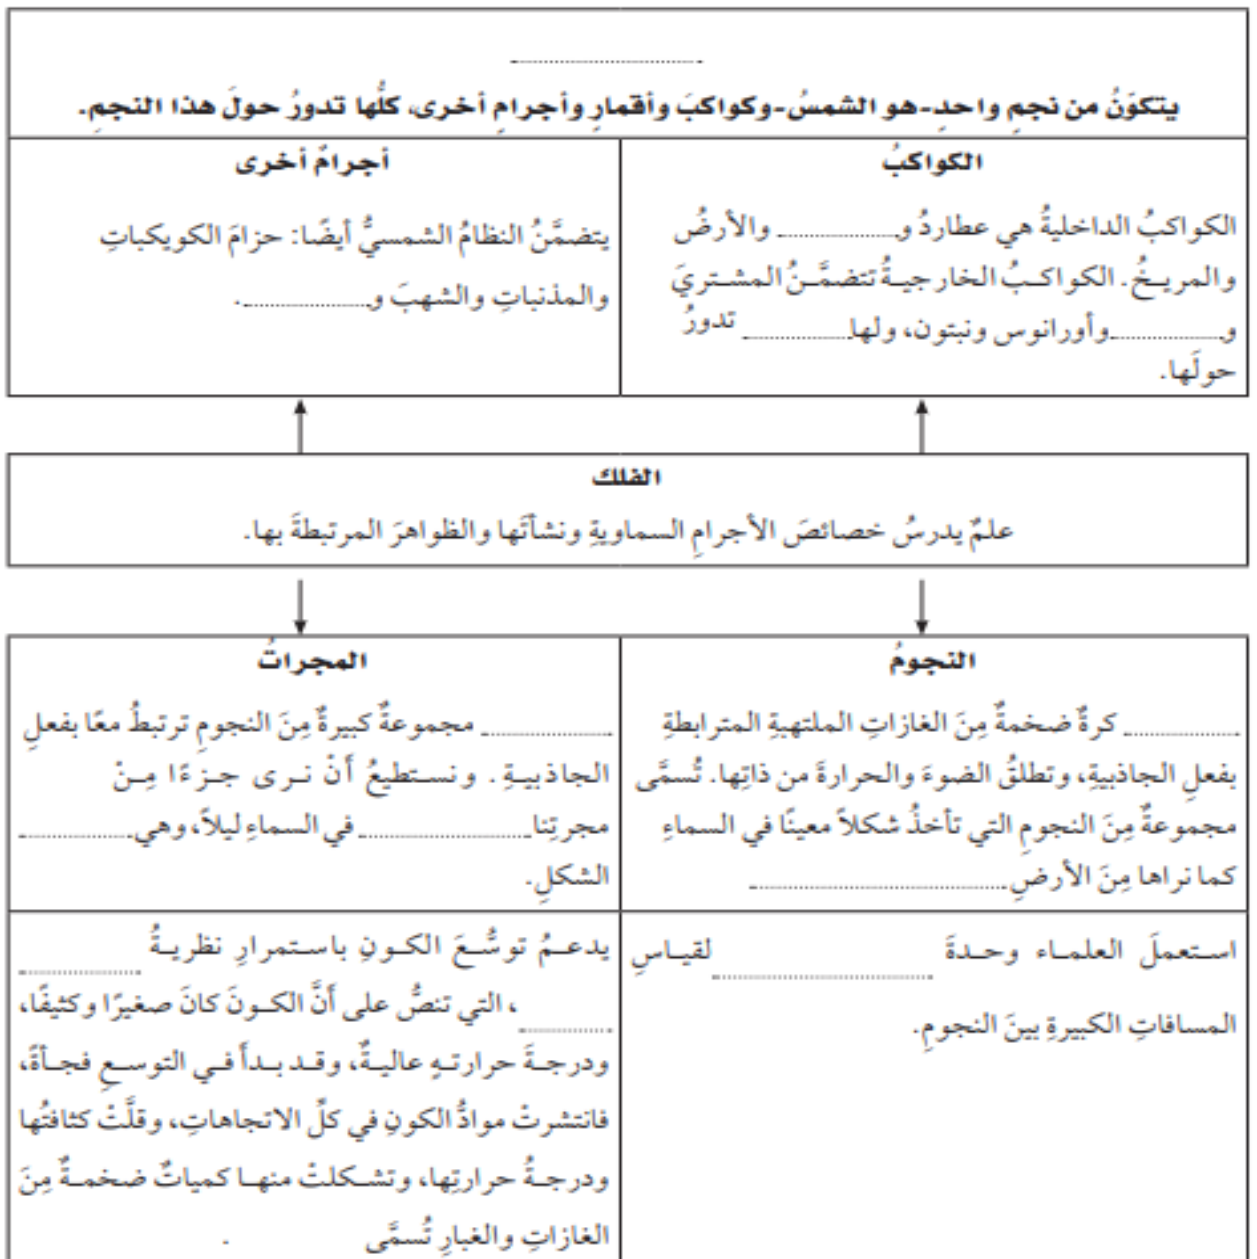 ........................
يتكوَّنُ من نجمٍ واحدٍ-هو الشمسُ-وكواكبَ وأقمارٍ وأجرامٍ أخرى، كلُّها تدورُ حولَ هذا النجمِ.
الكواكبُ
الكواكبُ الداخليةُ هي عطاردُ و............... والأرضُ
والمريخُ. الكواكبُ الخارجيةُ تتضمَّنُ المشتريَ
و...............وأورانوس ونبتون، ولها............... تدورُ
حولَها.
أجرامٌ أخرى
يتضمَّنُ النظامُ الشمسيُّ أيضًا: حزامَ الكويكباتِ
والمذنباتِ والشهبَ و................
الفلك
علمٌ يدرسُ خصائصَ الأجرامِ السماويةِ ونشأتَها والظواهرَ المرتبطةَ بها.
النجومُ
............... كرةٌ ضخمةٌ مِنَ الغازاتِ الملتهبةِ المترابطةِ
بفعلِ الجاذبيةِ، وتطلقُ الضوءَ والحرارةَ من ذاتِها. تُسمَّى
مجموعةٌ مِنَ النجومِ التي تأخذُ شكلاً معينًا في السماءِ
كما نراها مِنَ الأرضِ..............................
المجراتُ
............... مجموعةٌ كبيرةٌ مِنَ النجومِ ترتبطُ معًا بفعلِ
الجاذبيةِ. ونستطيعُ أَنْ نرى جزءًا مِنْ
مجرتِنا..................... في السماءِ ليلاً، وهي...............
الشكلِ.
استعملَ العلماء وحدةَ ..............................لقياسِ
المسافاتِ الكبيرةِ بينَ النجومِ.
يدعمُ توسُّعَ الكونِ باستمرارٍ نظريةُ ...............
...............، التي تنصُّ على أَنَّ الكونَ كانَ صغيرًا وكثيفًا،
ودرجةَ حرارتهِ عاليةٌ، وقد بدأَ في التوسعِ فجأةً،
فانتشرتْ موادُّ الكونِ في كلِّ الاتجاهاتِ، وقلَّتْ كثافتُها
ودرجةُ حرارتِها، وتشكلتْ منها كمياتٌ ضخمةٌ مِنَ
الغازاتِ والغبارِ تُسمَّى .